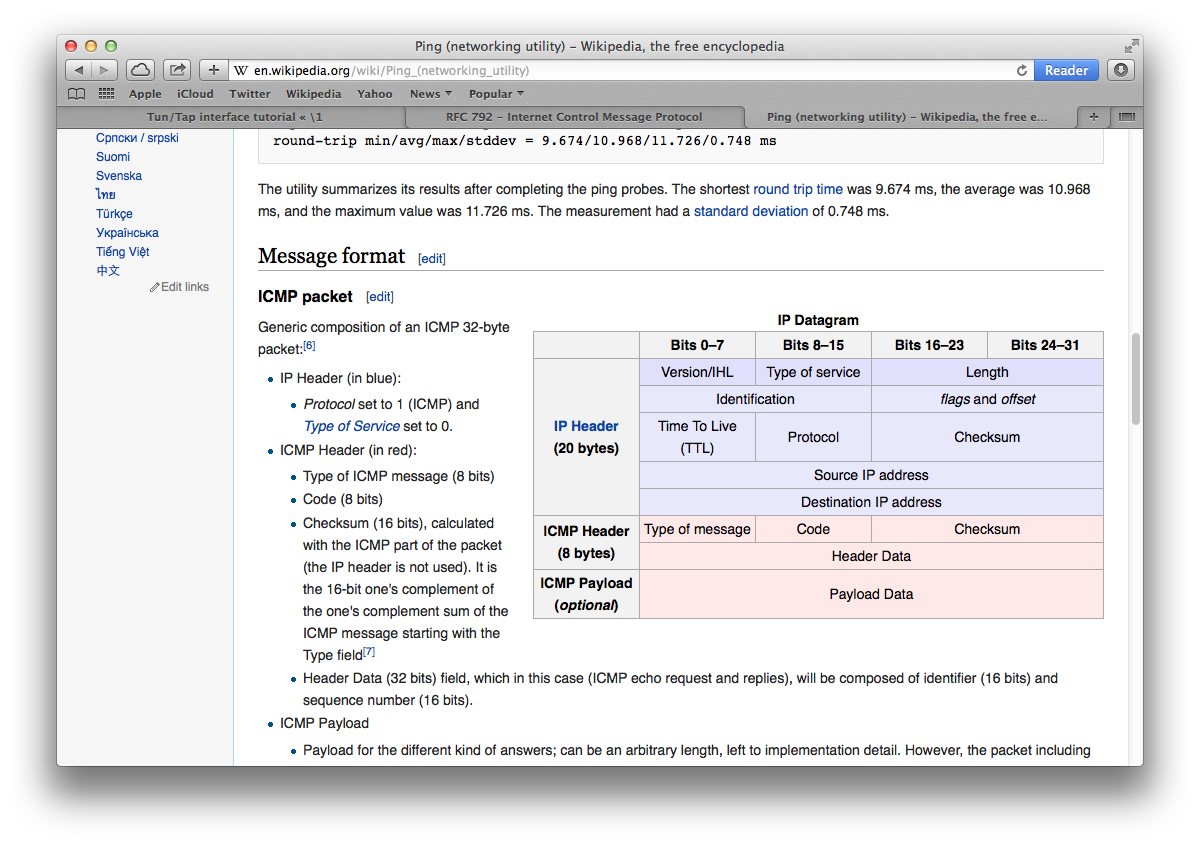 Ping (networking utility) – Wikipedia, the free encyclopedia
W en.wikipedia.org/wiki/Ping_(networking_utility)
Reader
Apple iCloud Twitter Wikipedia Yahoo News Popular
Tun/Tap interface tutorial « \1
RFC 792 – Internet Control Message Protocol
Ping (networking utility) – Wikipedia, the free e...
Српски / srpski
Suomi
Svenska
ไทย
Türkçe
Українська
Tiếng Việt
中文
Edit links
round-trip min/avg/max/stddev = 9.674/10.968/11.726/0.748 ms
The utility summarizes its results after completing the ping probes. The shortest round trip time was 9.674 ms, the average was 10.968
ms, and the maximum value was 11.726 ms. The measurement had a standard deviation of 0.748 ms.
Message format [edit]
ICMP packet [edit]
Generic composition of an ICMP 32-byte
packet:[6]
IP Header (in blue):
Protocol set to 1 (ICMP) and
Type of Service set to 0.
ICMP Header (in red):
Type of ICMP message (8 bits)
Code (8 bits)
Checksum (16 bits), calculated
with the ICMP part of the packet
(the IP header is not used). It is
the 16-bit one's complement of
the one's complement sum of the
ICMP message starting with the
Type field[7]
Header Data (32 bits) field, which in this case (ICMP echo request and replies), will be composed of identifier (16 bits) and
sequence number (16 bits).
ICMP Payload
Payload for the different kind of answers; can be an arbitrary length, left to implementation detail. However, the packet including
IP Datagram
Bits 0–7 Bits 8–15 Bits 16–23 Bits 24–31
IP Header
(20 bytes)
Version/IHL Type of service Length
Identification flags and offset
Time To Live
(TTL)
Protocol Checksum
Source IP address
Destination IP address
ICMP Header
(8 bytes)
Type of message Code Checksum
Header Data
ICMP Payload
(optional)
Payload Data